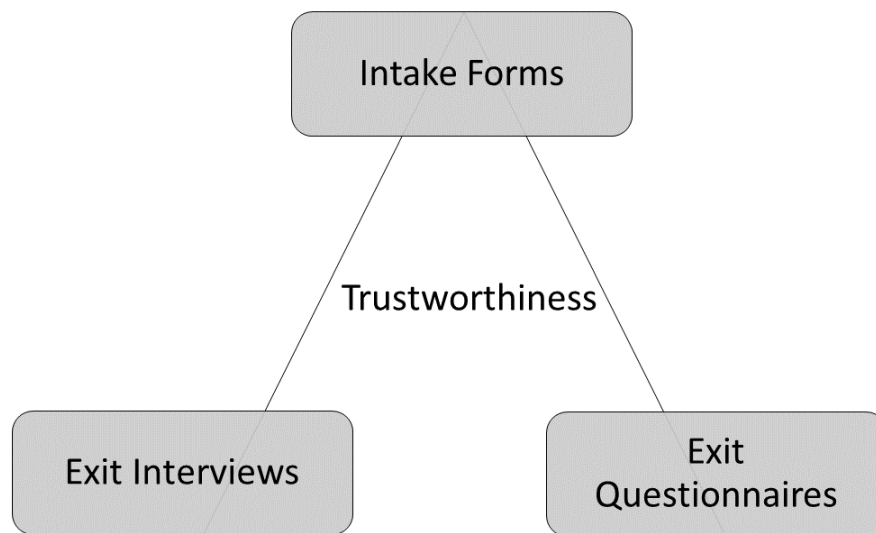 Intake Forms
Trustworthiness
Exit Interviews
Exit
Questionnaires